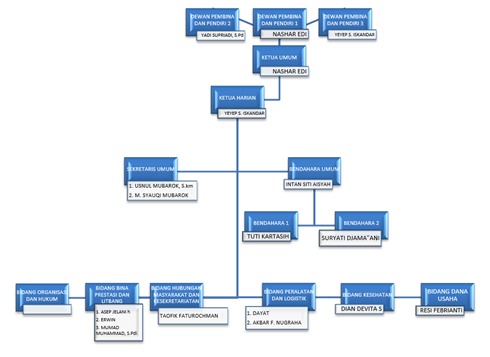 DEWAN PEMBINA
DAN PENDIRI 2
YADI SUPRIADI, S.Pd
DEWAN PEMBINA
DAN PENDIRI 1
NASHAR EDI
DEWAN PEMBINA
DAN PENDIRI 3
YEYEP S. ISKANDAR
KETUA UMUM
NASHAR EDI
KETUA HARIAN
YEYEP S. ISKANDAR
SEKRETARIS UMUM
1. USNUL MUBAROK, S.km
2. M. SYAUQI MUBAROK
BENDAHARA UMUM
INTAN SITI AISYAH
BENDAHARA 1
TUTI KARTASIH
BENDAHARA 2
SURYATI DJAMA"ANI
BIDANG ORGANISASI
DAN HUKUM
BIDANG BINA
PRESTASI DAN
LITBANG
1. ASEP JELANI h
2. ERWIN
3. MUMAD
MUHAMMAD, S.Pdi
BIDANG HUBUNGAN
MASYARAKAT DAN
KESEKRETARIATAN
TAOFIK FATUROCHMAN
BIDANG PERALATAN
DAN LOGISTIK
1. DAYAT
2. AKBAR F. NUGRAHA
BIDANG KESEHATAN
DIAN DEVITA S
BIDANG DANA
USAHA
RESI FEBRIANTI